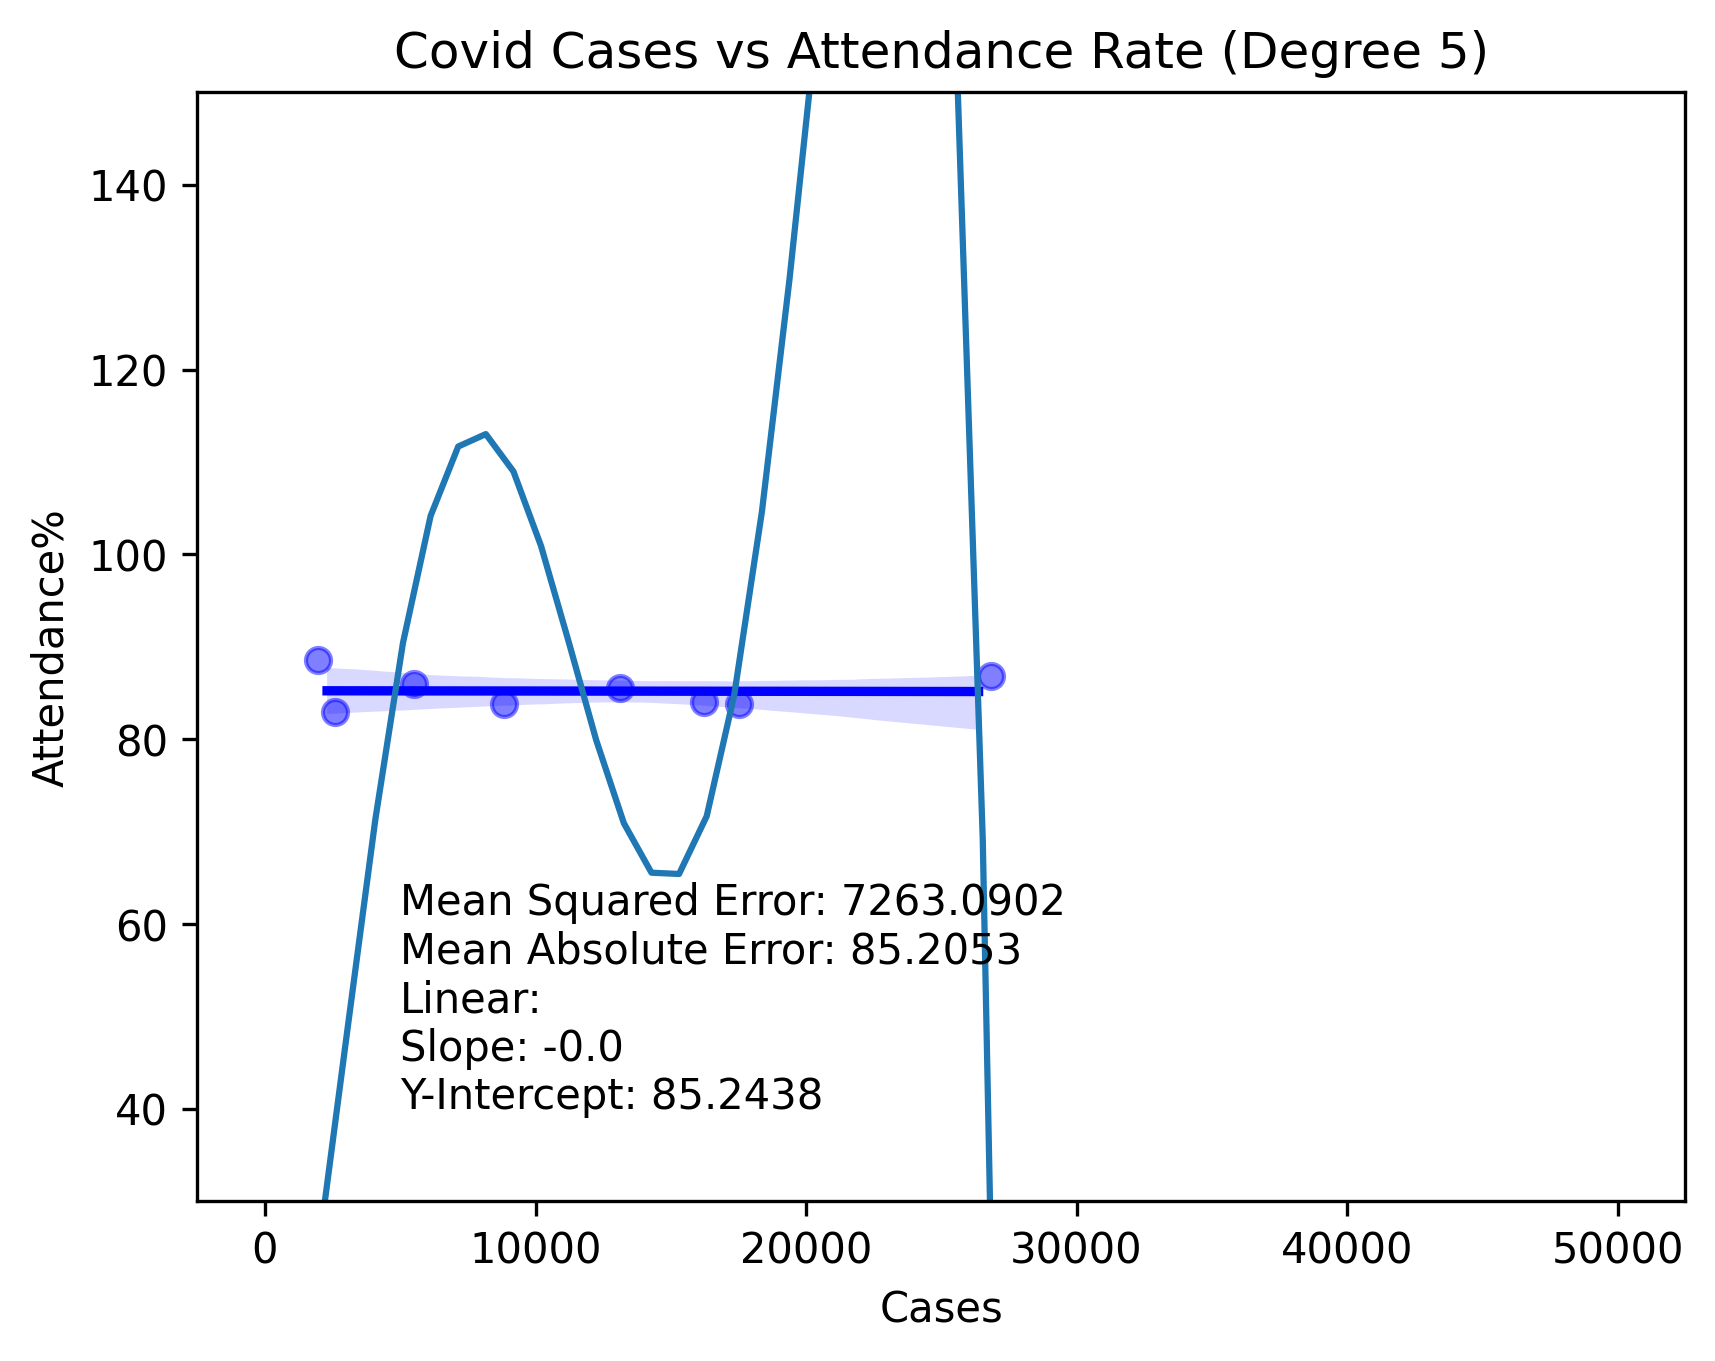 Covid Cases vs Attendance Rate (Degree 5)
140
120
100
80
60
40
Attendance%
Mean Squared Error: 7263.0902
Mean Absolute Error: 85.2053
Linear:
Slope: -0.0
Y-Intercept: 85.2438
0 10000 20000 30000 40000 50000
Cases